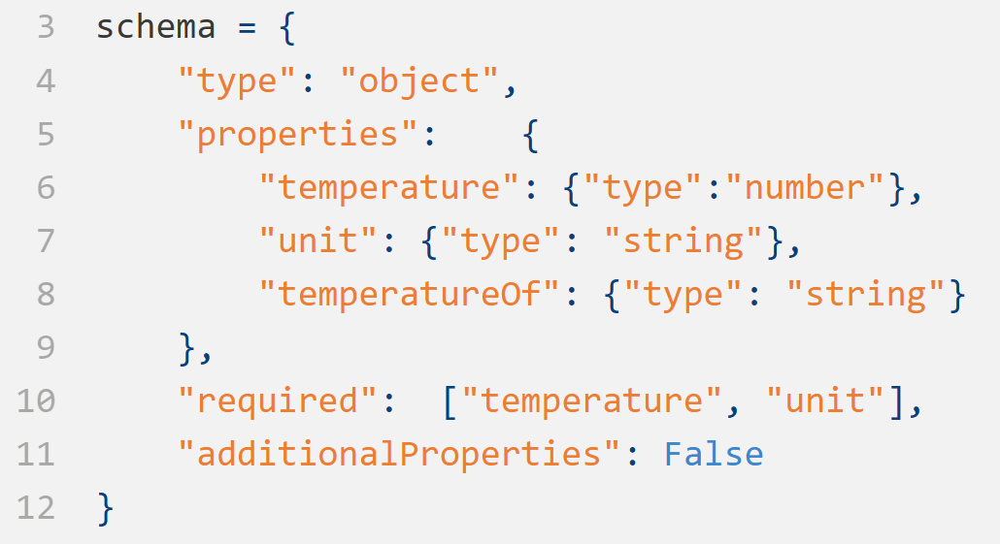 3 schema = {
4     "type": "object",
5     "properties":    {
6         "temperature": {"type":"number"},
7         "unit": {"type": "string"},
8         "temperatureOf": {"type": "string"}
9     },
10     "required":  ["temperature", "unit"],
11     "additionalProperties": False
12 }